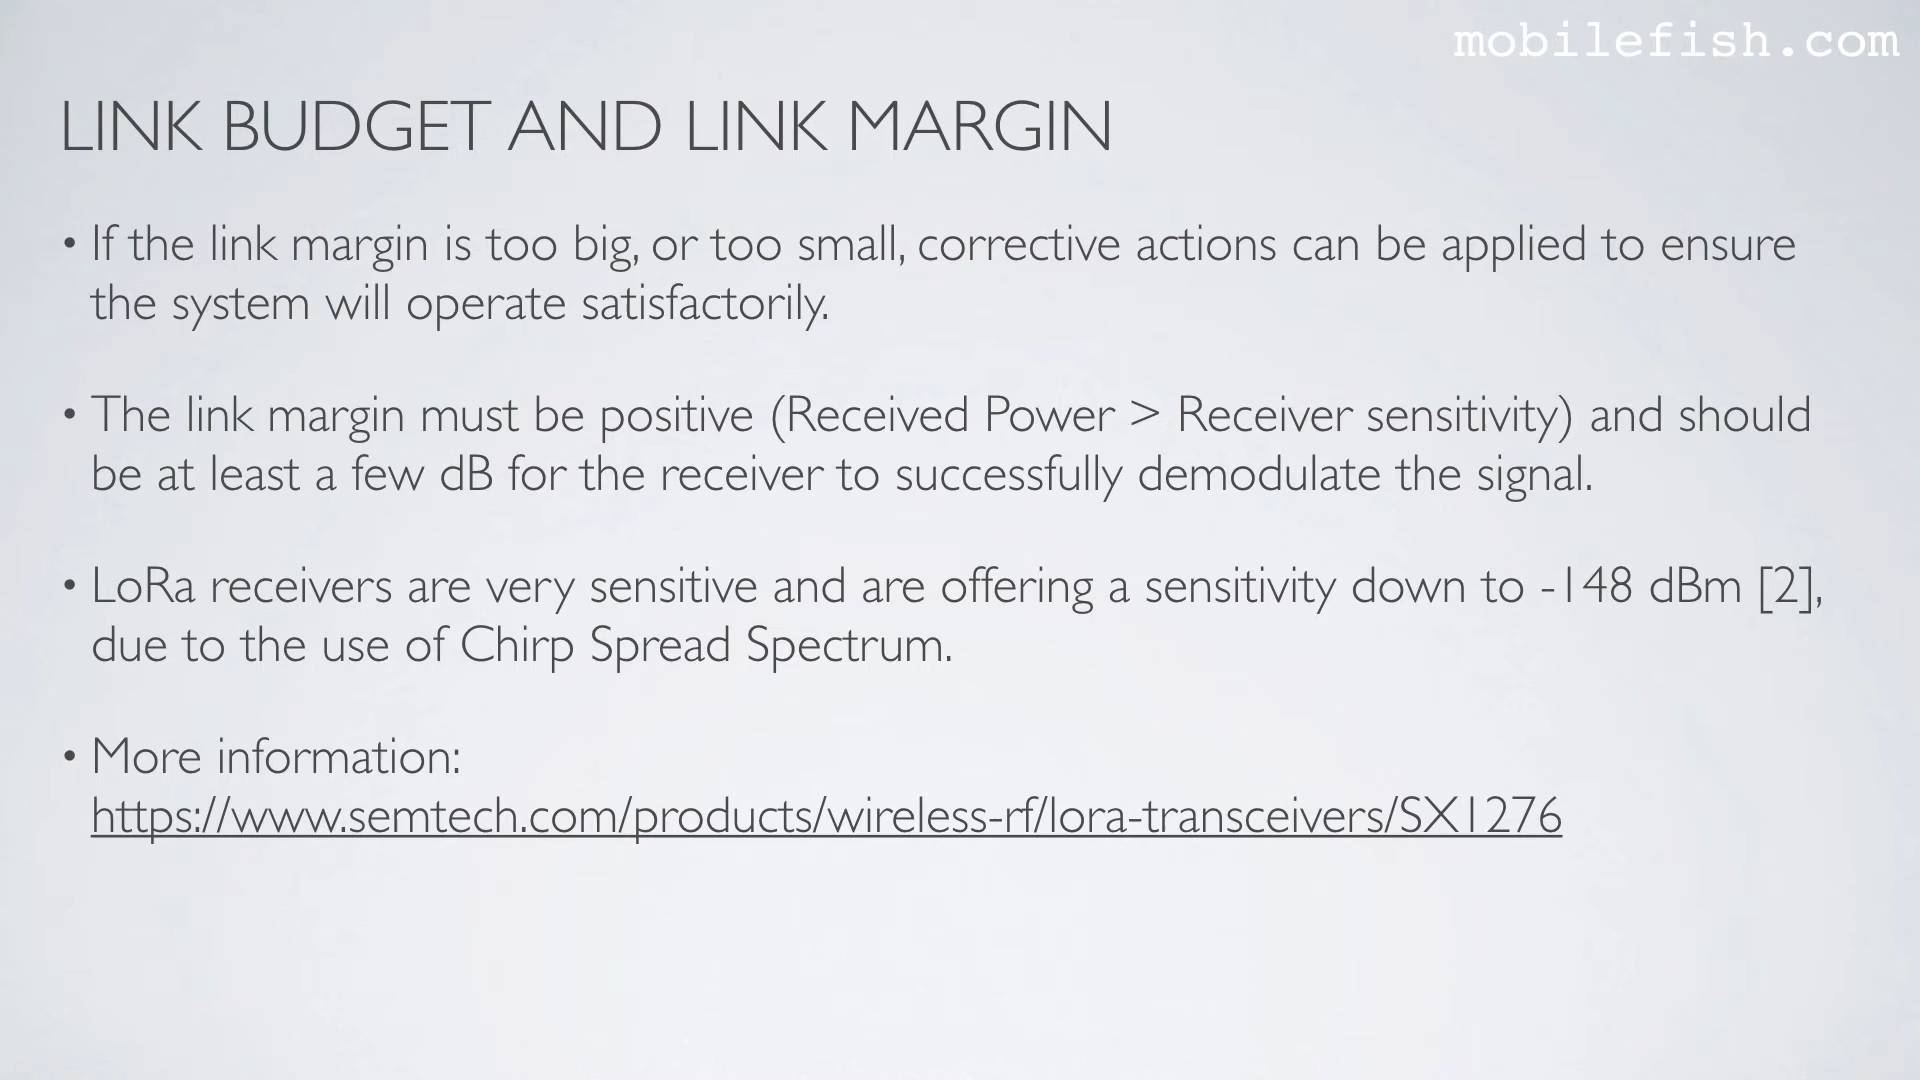 mobilefish.com
LINK BUDGET AND LINK MARGIN
• If the link margin is too big, or too small, corrective actions can be applied to ensure
the system will operate satisfactorily.
• The link margin must be positive (Received Power > Receiver sensitivity) and should
be at least a few dB for the receiver to successfully demodulate the signal.
• LoRa receivers are very sensitive and are offering a sensitivity down to -148 dBm [2],
due to the use of Chirp Spread Spectrum.
• More information:
https://www.semtech.com/products/wireless-rf/lora-transceivers/SX1276